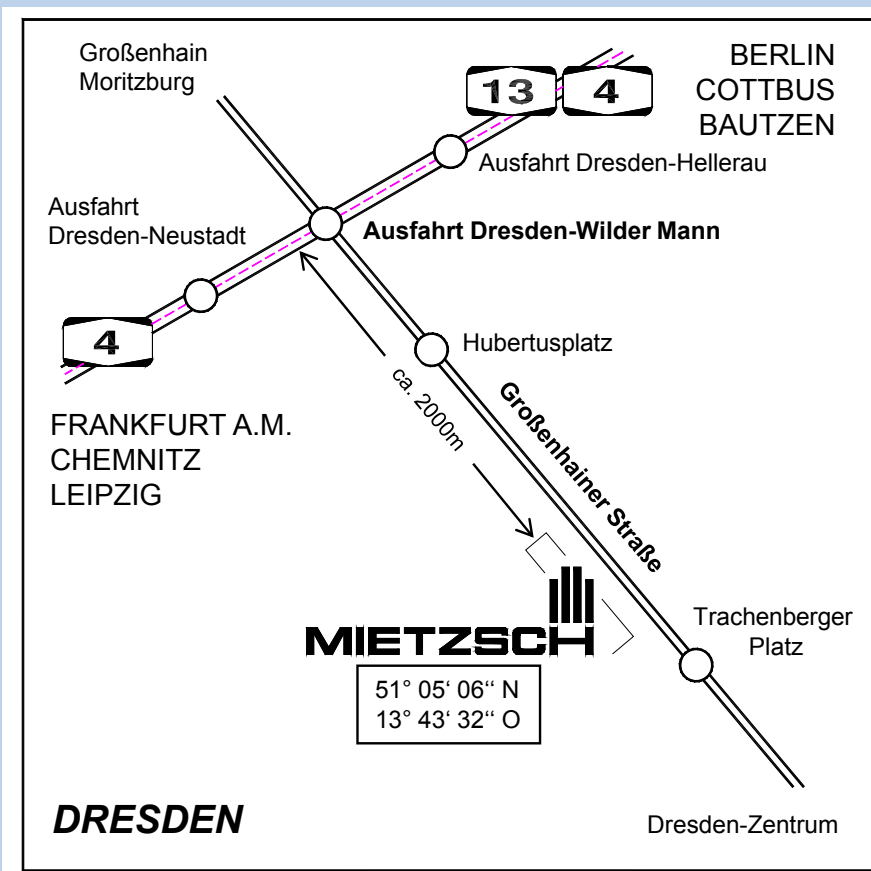 Großenhain
Moritzburg
BERLIN
COTTBUS
BAUTZEN
13
4
Ausfahrt Dresden-Hellerau
Ausfahrt
Dresden-Neustadt
Ausfahrt Dresden-Wilder Mann
4
Hubertusplatz
ca. 2000m
Großenhainer Straße
FRANKFURT A.M.
CHEMNITZ
LEIPZIG
MIETZSCH
Trachenberger
Platz
51° 05‘ 06“ N
13° 43‘ 32“ O
DRESDEN
Dresden-Zentrum